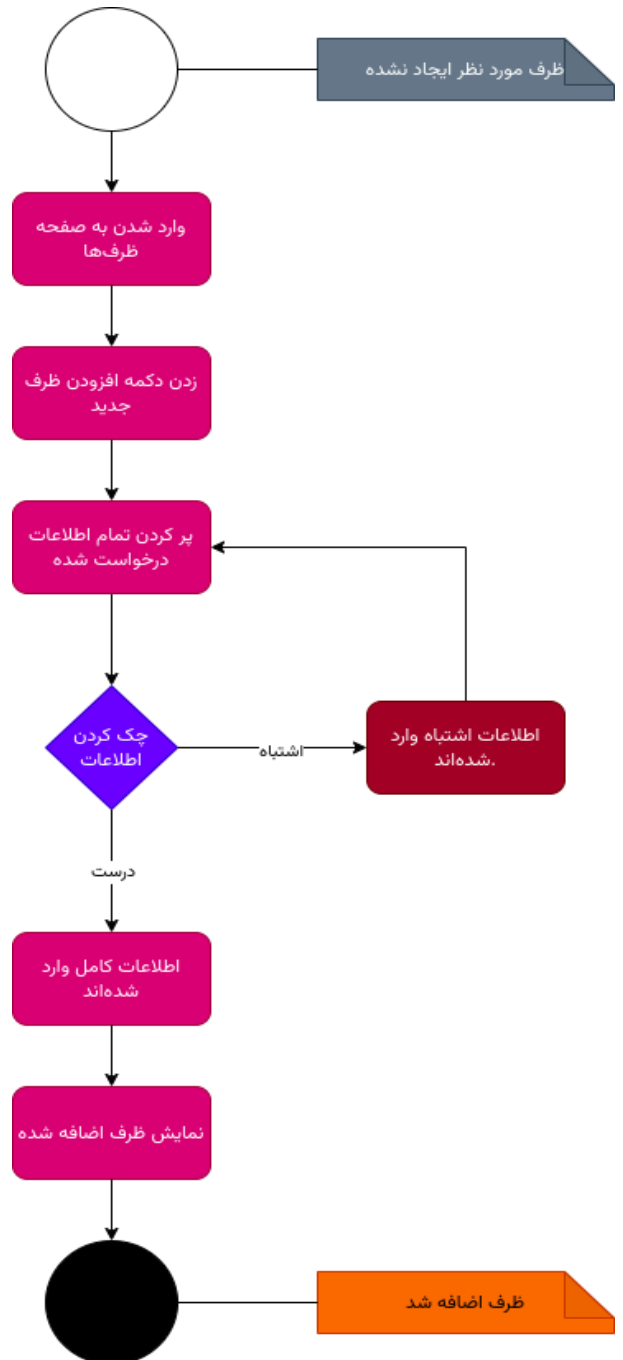 ظرف مورد نظر ایجاد نشده
وارد شدن به صفحه
ظرف‌ها
زدن دکمه افزودن ظرف
جدید
پر کردن تمام اطلاعات
درخواست شده
چک کردن
اطلاعات
اشتباه
اطلاعات اشتباه وارد
شده‌اند.
درست
اطلاعات کامل وارد
شده‌اند
نمایش ظرف اضافه شده
ظرف اضافه شد